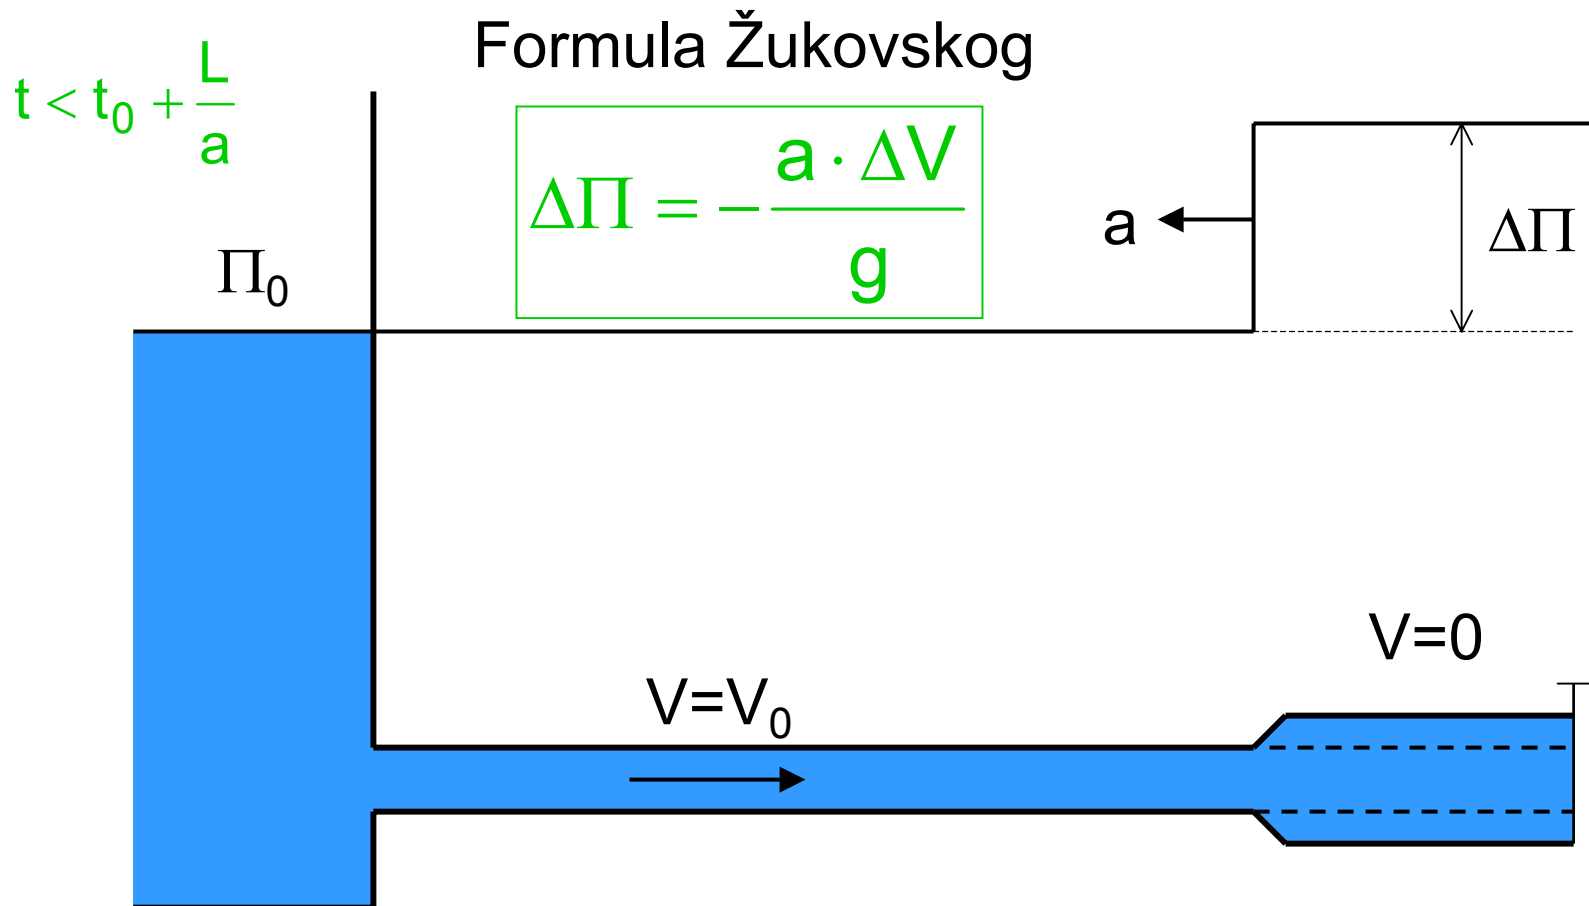 Formula Žukovskog
t < t₀ + L/a
ΔΠ = − a · ΔV / g
a
ΔΠ
Π₀
V=0
V=V₀